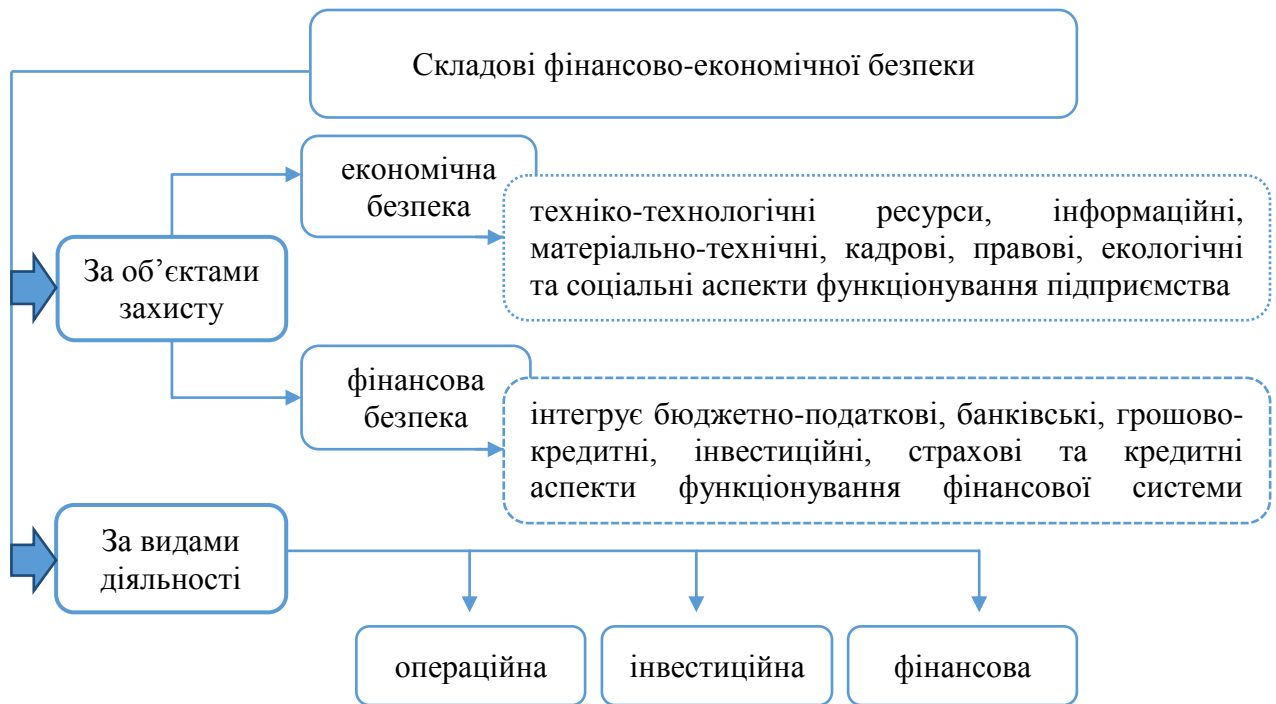 Складові фінансово-економічної безпеки
економічна
безпека
техніко-технологічні ресурси, інформаційні,
матеріально-технічні, кадрові, правові, екологічні
та соціальні аспекти функціонування підприємства
За об’єктами
захисту
фінансова
безпека
інтегрує бюджетно-податкові, банківські, грошово-
кредитні, інвестиційні, страхові та кредитні
аспекти функціонування фінансової системи
За видами
діяльності
операційна
інвестиційна
фінансова